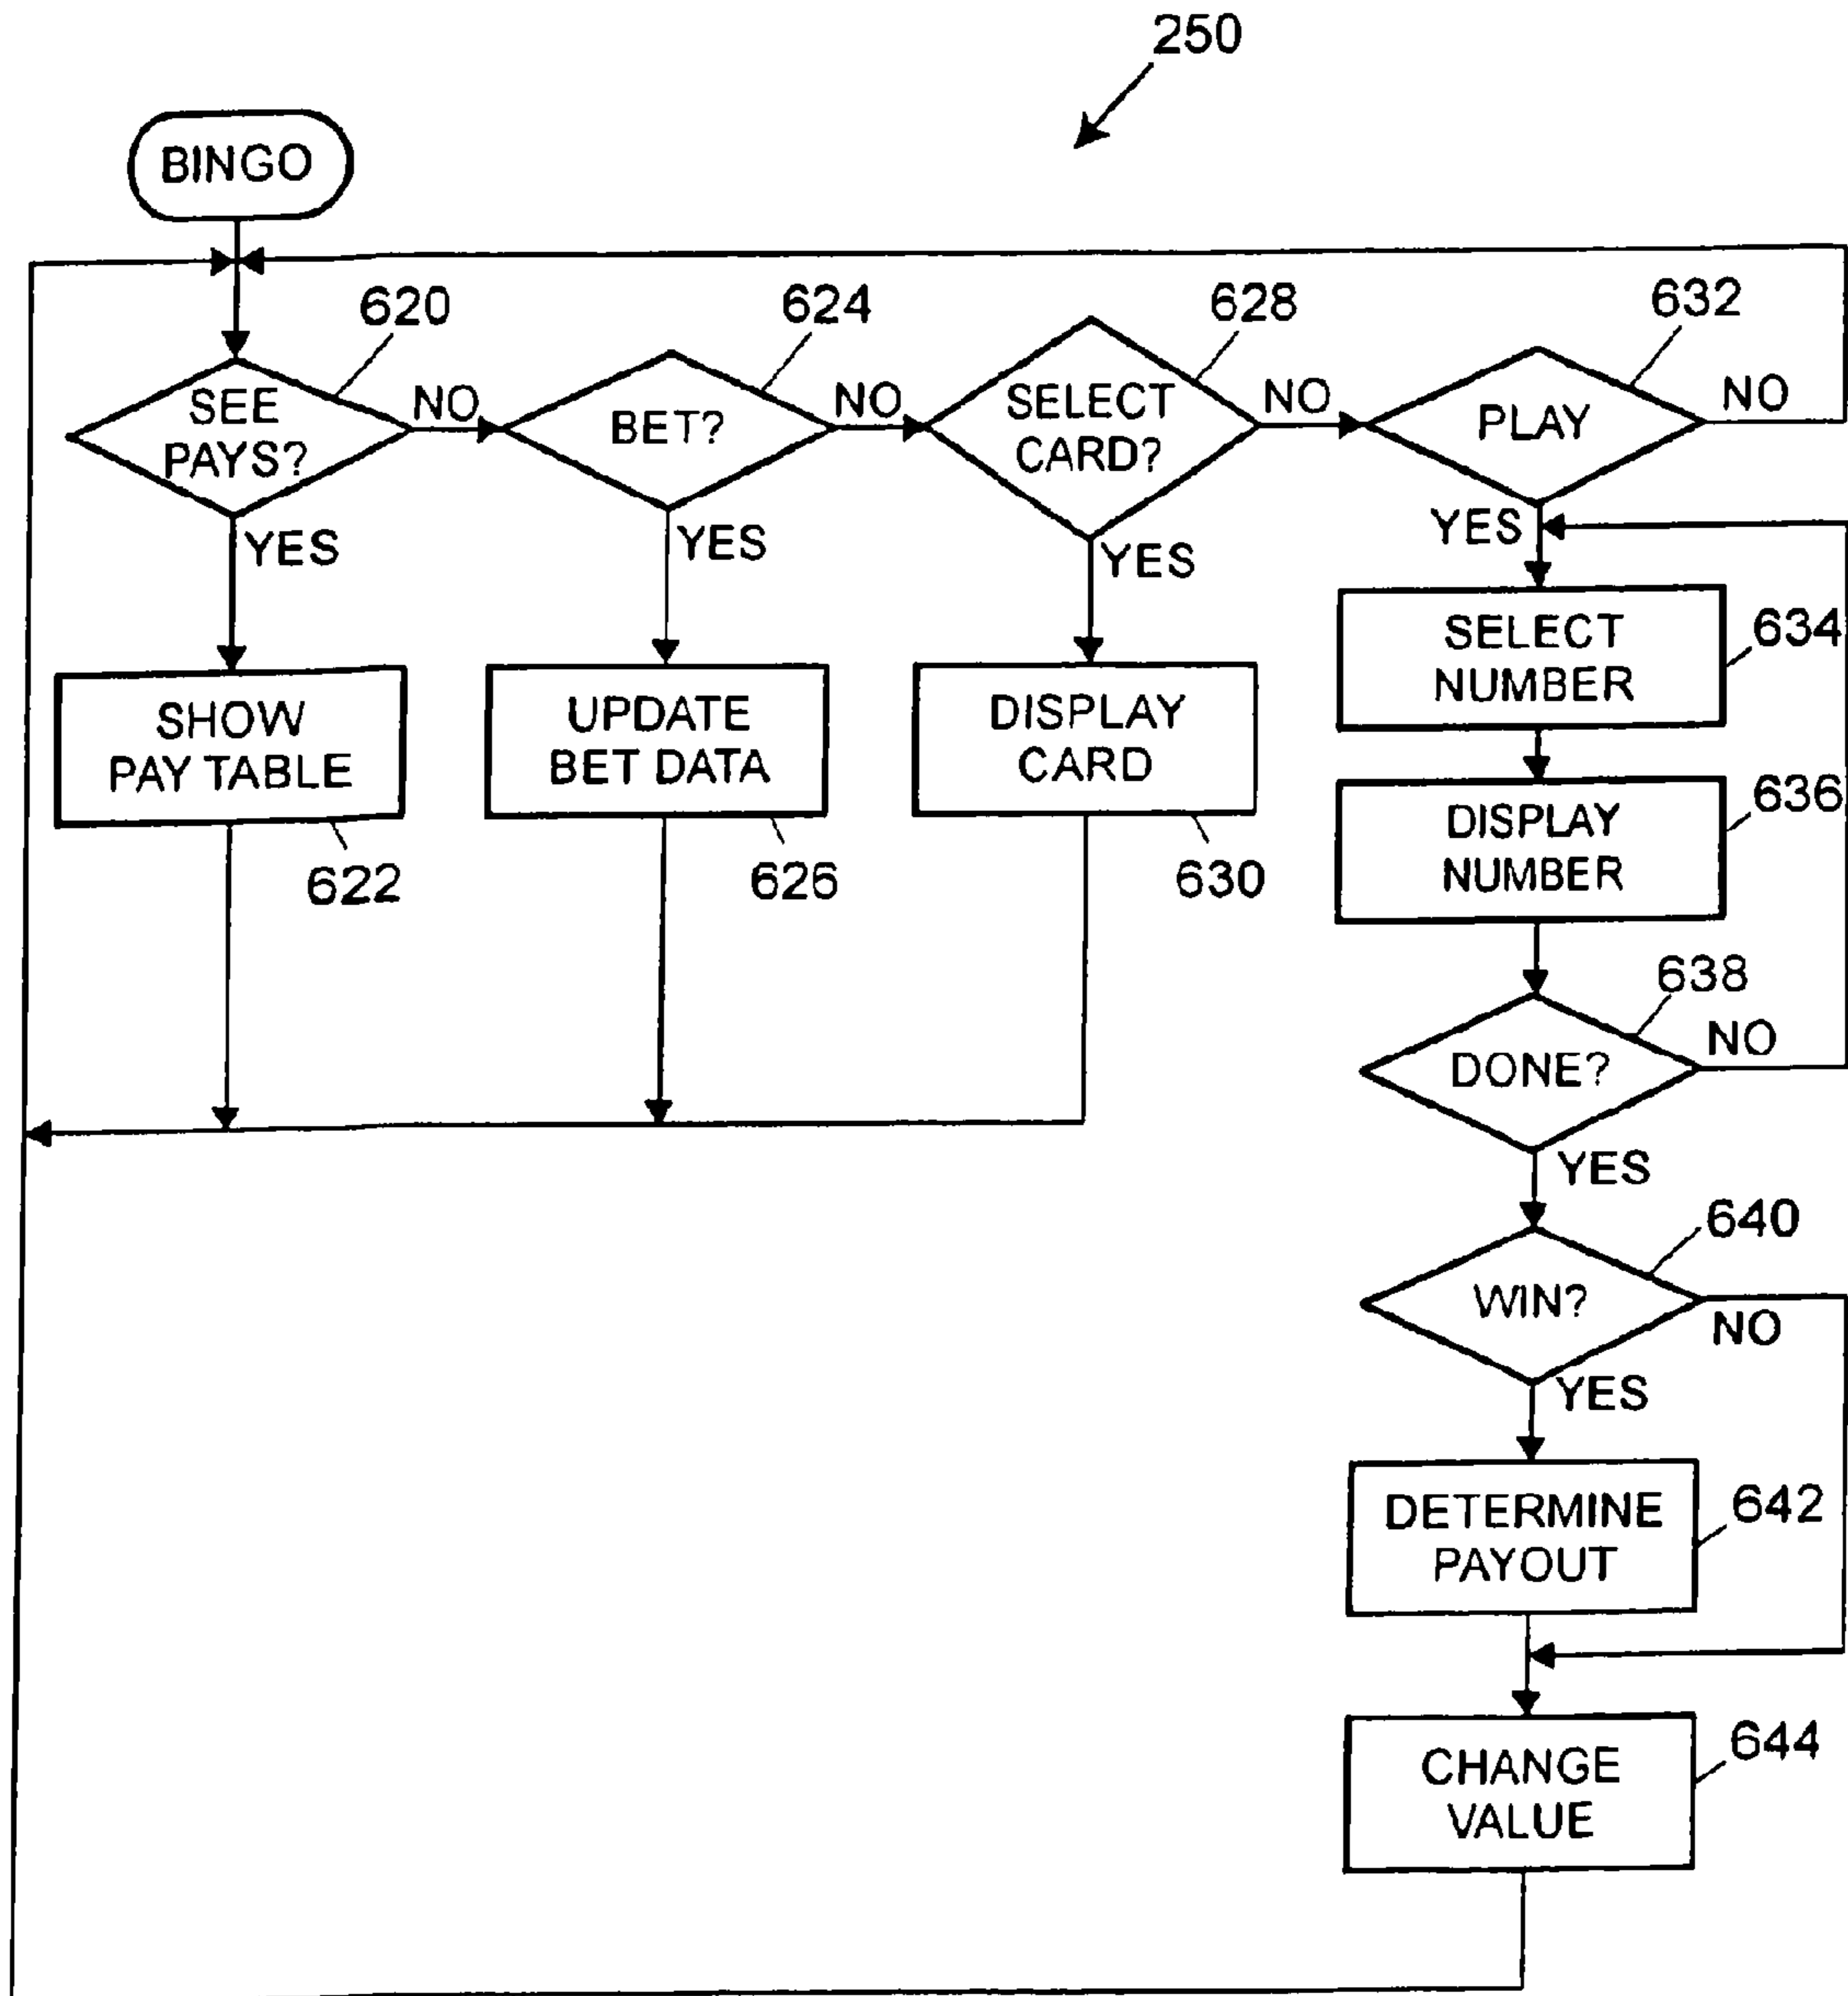 250
BINGO
620
624
628
632
SEE
PAYS?
NO
BET?
NO
SELECT
CARD?
NO
PLAY
NO
YES
YES
YES
YES
SHOW
PAY TABLE
622
UPDATE
BET DATA
626
DISPLAY
CARD
630
SELECT
NUMBER
634
DISPLAY
NUMBER
636
638
DONE?
NO
YES
640
WIN?
NO
YES
DETERMINE
PAYOUT
642
CHANGE
VALUE
644